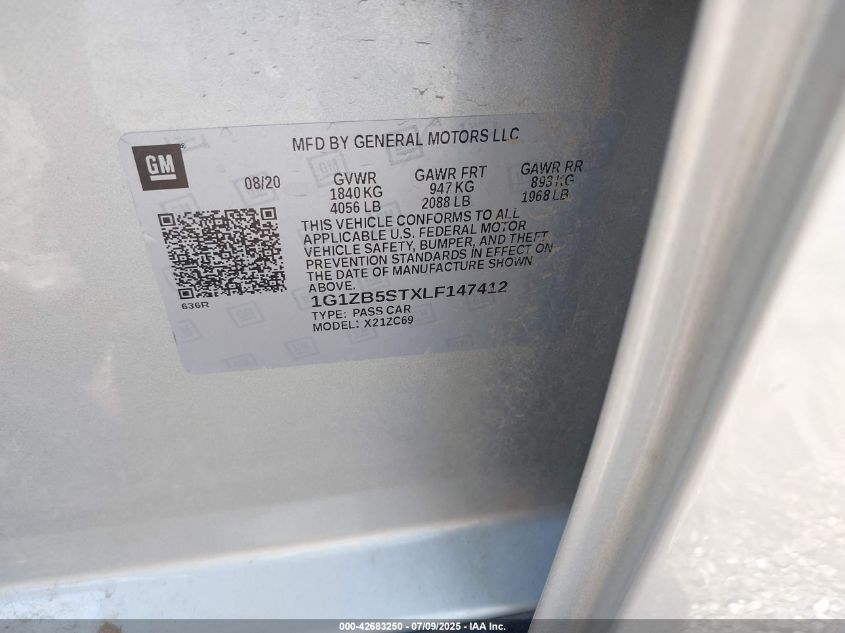 MFD BY GENERAL MOTORS LLC
GM
08/20
GVWR
1840 KG
4056 LB
GAWR FRT
947 KG
2088 LB
GAWR RR
893 KG
1968 LB
THIS VEHICLE CONFORMS TO ALL
APPLICABLE U.S. FEDERAL MOTOR
VEHICLE SAFETY, BUMPER, AND THEFT
PREVENTION STANDARDS IN EFFECT ON
THE DATE OF MANUFACTURE SHOWN
ABOVE.
1G1ZB5STXLF147412
TYPE: PASS CAR
MODEL: X21ZC69
636R
000-42683250 - 07/09/2025 - IAA Inc.